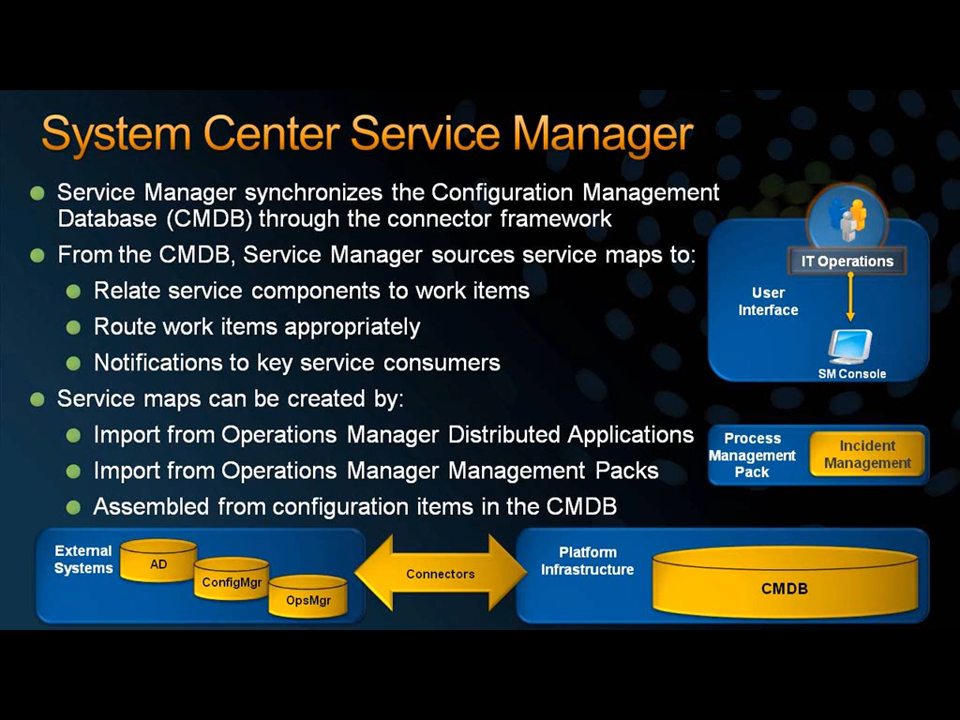 System Center Service Manager
Service Manager synchronizes the Configuration Management
Database (CMDB) through the connector framework
From the CMDB, Service Manager sources service maps to:
Relate service components to work items
Route work items appropriately
Notifications to key service consumers
Service maps can be created by:
Import from Operations Manager Distributed Applications
Import from Operations Manager Management Packs
Assembled from configuration items in the CMDB
IT Operations
User
Interface
SM Console
Process
Management
Pack
Incident
Management
External
Systems
AD
ConfigMgr
OpsMgr
Connectors
Platform
Infrastructure
CMDB